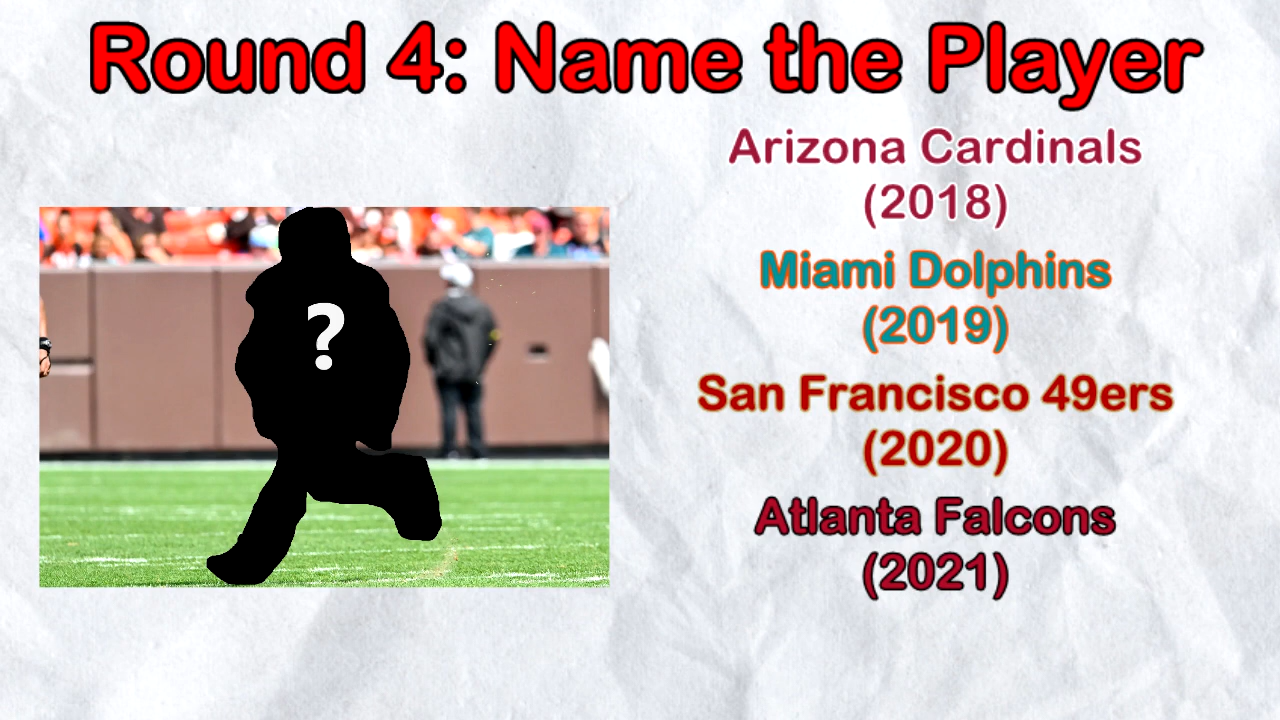 Round 4: Name the Player
Arizona Cardinals
(2018)
Miami Dolphins
(2019)
San Francisco 49ers
(2020)
Atlanta Falcons
(2021)
?